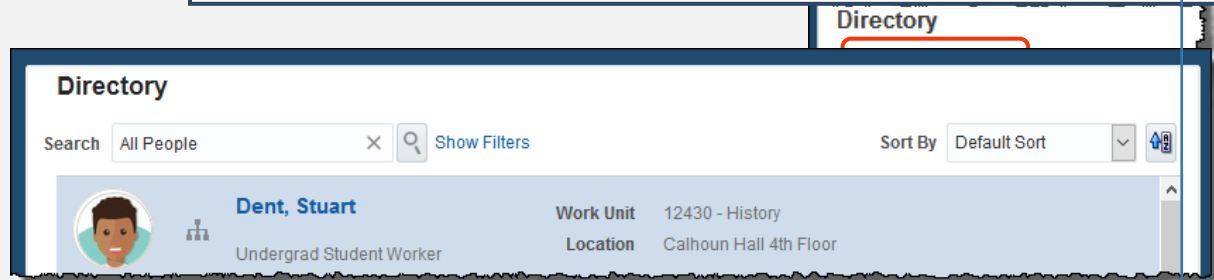 Directory
Directory
Search All People Show Filters Sort By Default Sort
Dent, Stuart Work Unit 12430 - History
Undergrad Student Worker Location Calhoun Hall 4th Floor